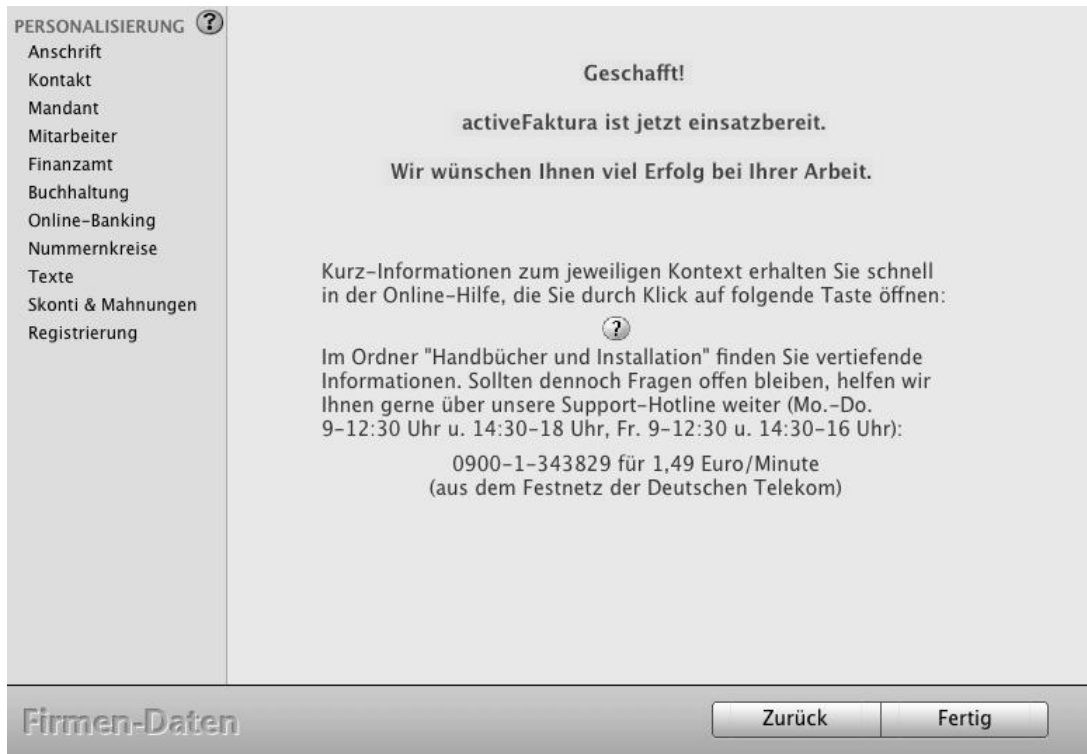 PERSONALISIERUNG ?
Anschrift
Kontakt
Mandant
Mitarbeiter
Finanzamt
Buchhaltung
Online-Banking
Nummernkreise
Texte
Skonti & Mahnungen
Registrierung
Geschafft!
activeFaktura ist jetzt einsatzbereit.
Wir wünschen Ihnen viel Erfolg bei Ihrer Arbeit.
Kurz-Informationen zum jeweiligen Kontext erhalten Sie schnell
in der Online-Hilfe, die Sie durch Klick auf folgende Taste öffnen:
?
Im Ordner "Handbücher und Installation" finden Sie vertiefende
Informationen. Sollten dennoch Fragen offen bleiben, helfen wir
Ihnen gerne über unsere Support-Hotline weiter (Mo.-Do.
9-12:30 Uhr u. 14:30-18 Uhr, Fr. 9-12:30 u. 14:30-16 Uhr):
0900-1-343829 für 1,49 Euro/Minute
(aus dem Festnetz der Deutschen Telekom)
Firmen-Daten
Zurück
Fertig